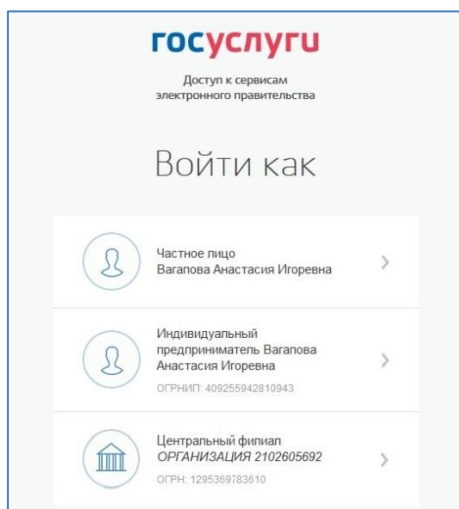 госуслуги
Доступ к сервисам
электронного правительства
Войти как
Частное лицо
Вагапова Анастасия Игоревна
Индивидуальный
предприниматель Вагапова
Анастасия Игоревна
ОГРНИП: 409255942810943
Центральный филиал
ОРГАНИЗАЦИЯ 2102605692
ОГРН: 1295369783610